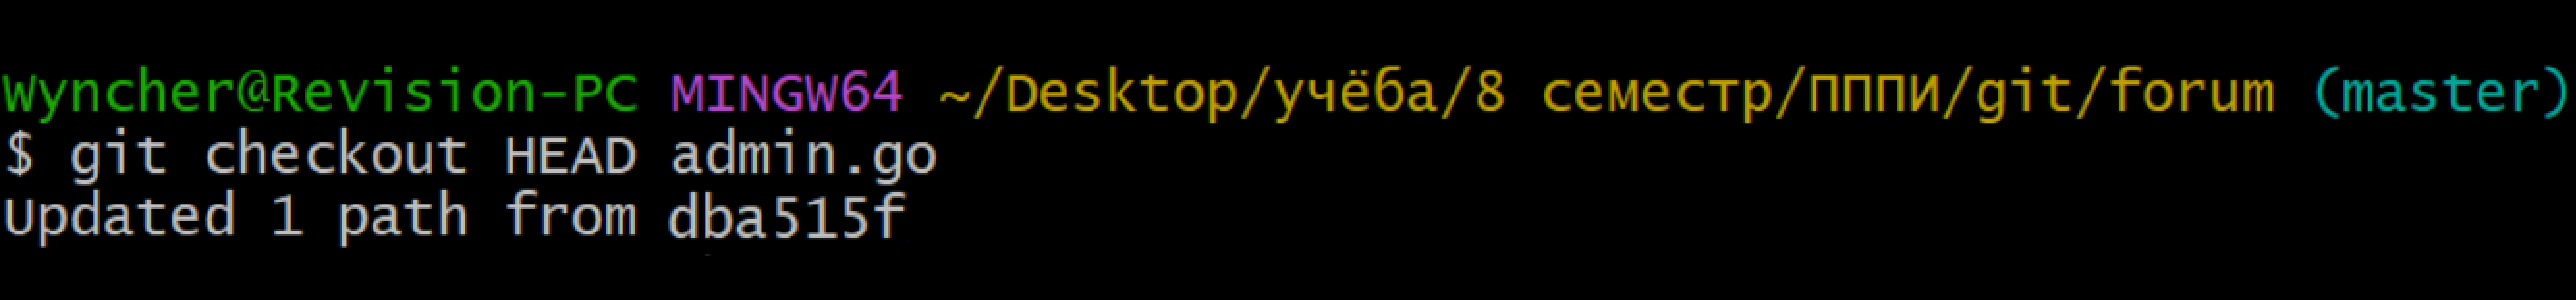 Wyncher@Revision-PC MINGW64 ~/Desktop/учёба/8 семестр/ПППИ/git/forum (master)
$ git checkout HEAD admin.go
Updated 1 path from dba515f